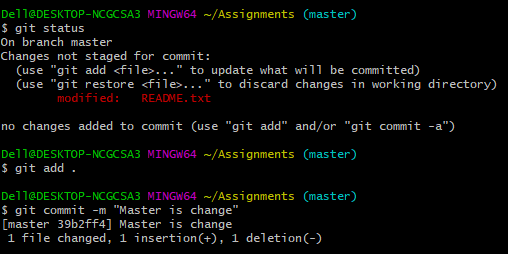 Dell@DESKTOP-NCGCSA3 MINGW64 ~/Assignments (master)
$ git status
On branch master
Changes not staged for commit:
  (use "git add <file>..." to update what will be committed)
  (use "git restore <file>..." to discard changes in working directory)
        modified:   README.txt
no changes added to commit (use "git add" and/or "git commit -a")
Dell@DESKTOP-NCGCSA3 MINGW64 ~/Assignments (master)
$ git add .
Dell@DESKTOP-NCGCSA3 MINGW64 ~/Assignments (master)
$ git commit -m "Master is change"
[master 39b2ff4] Master is change
 1 file changed, 1 insertion(+), 1 deletion(-)